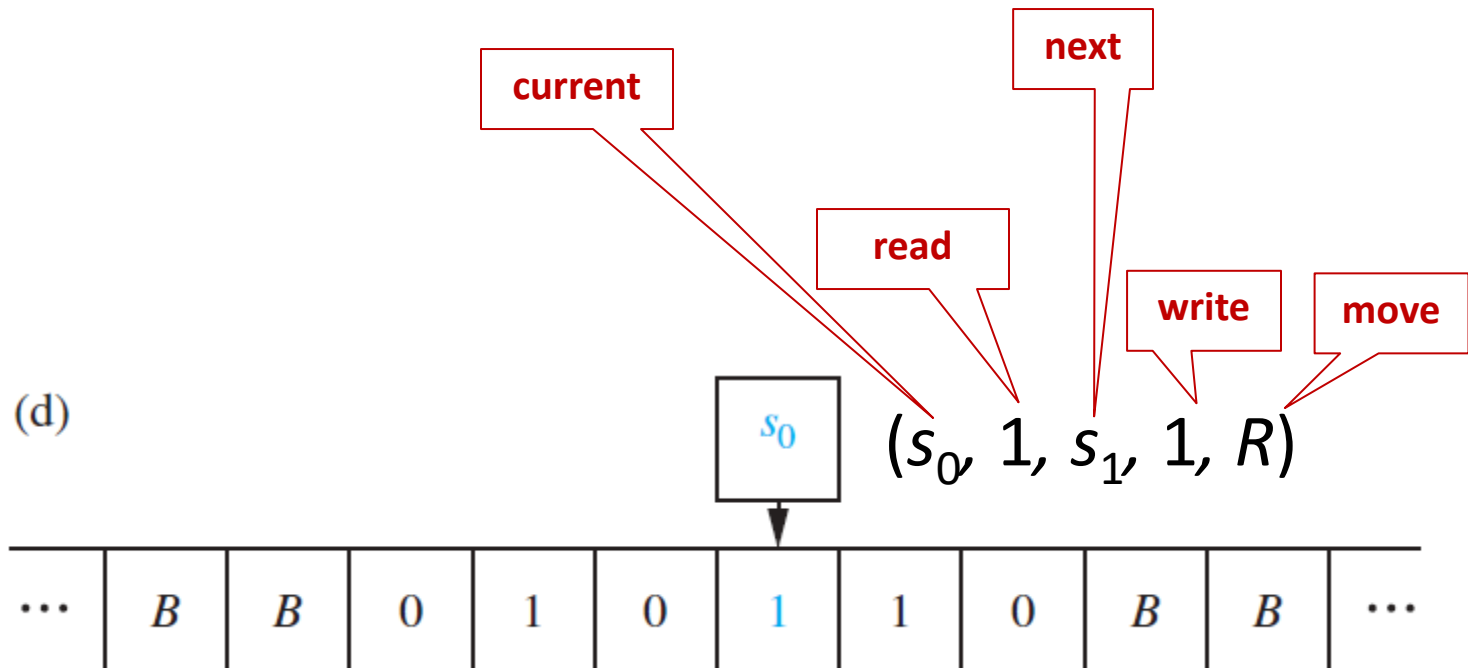 next
current
read
write
move
(d)
s₀
(s₀, 1, s₁, 1, R)
... B B 0 1 0 1 1 0 B B ...